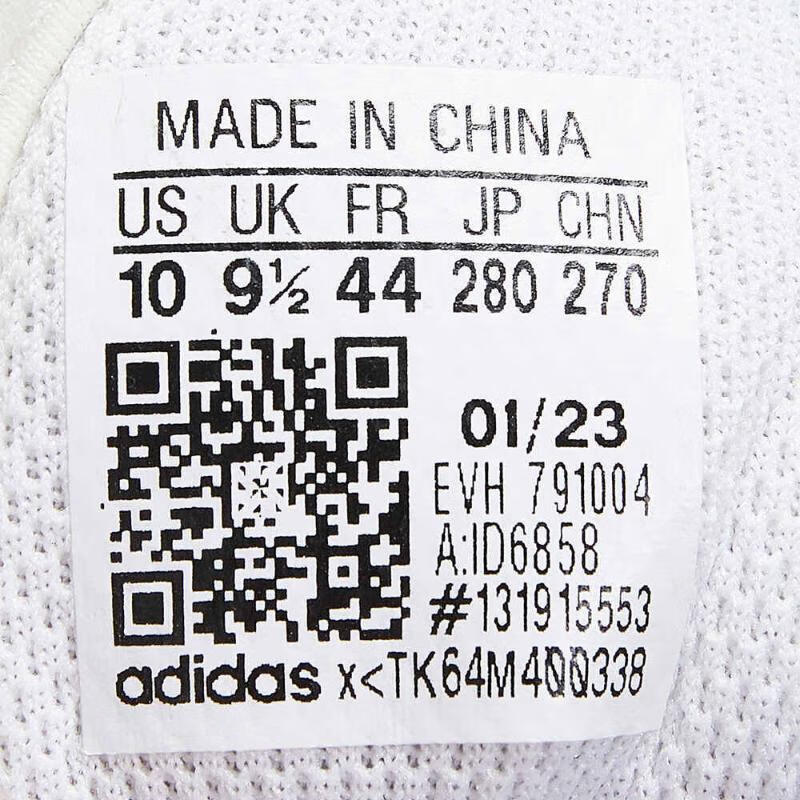 MADE IN CHINA
US UK FR JP CHN
10 9½ 44 280 270
01/23
EVH 791004
A:ID6858
#131915553
adidas x<TK64M400338